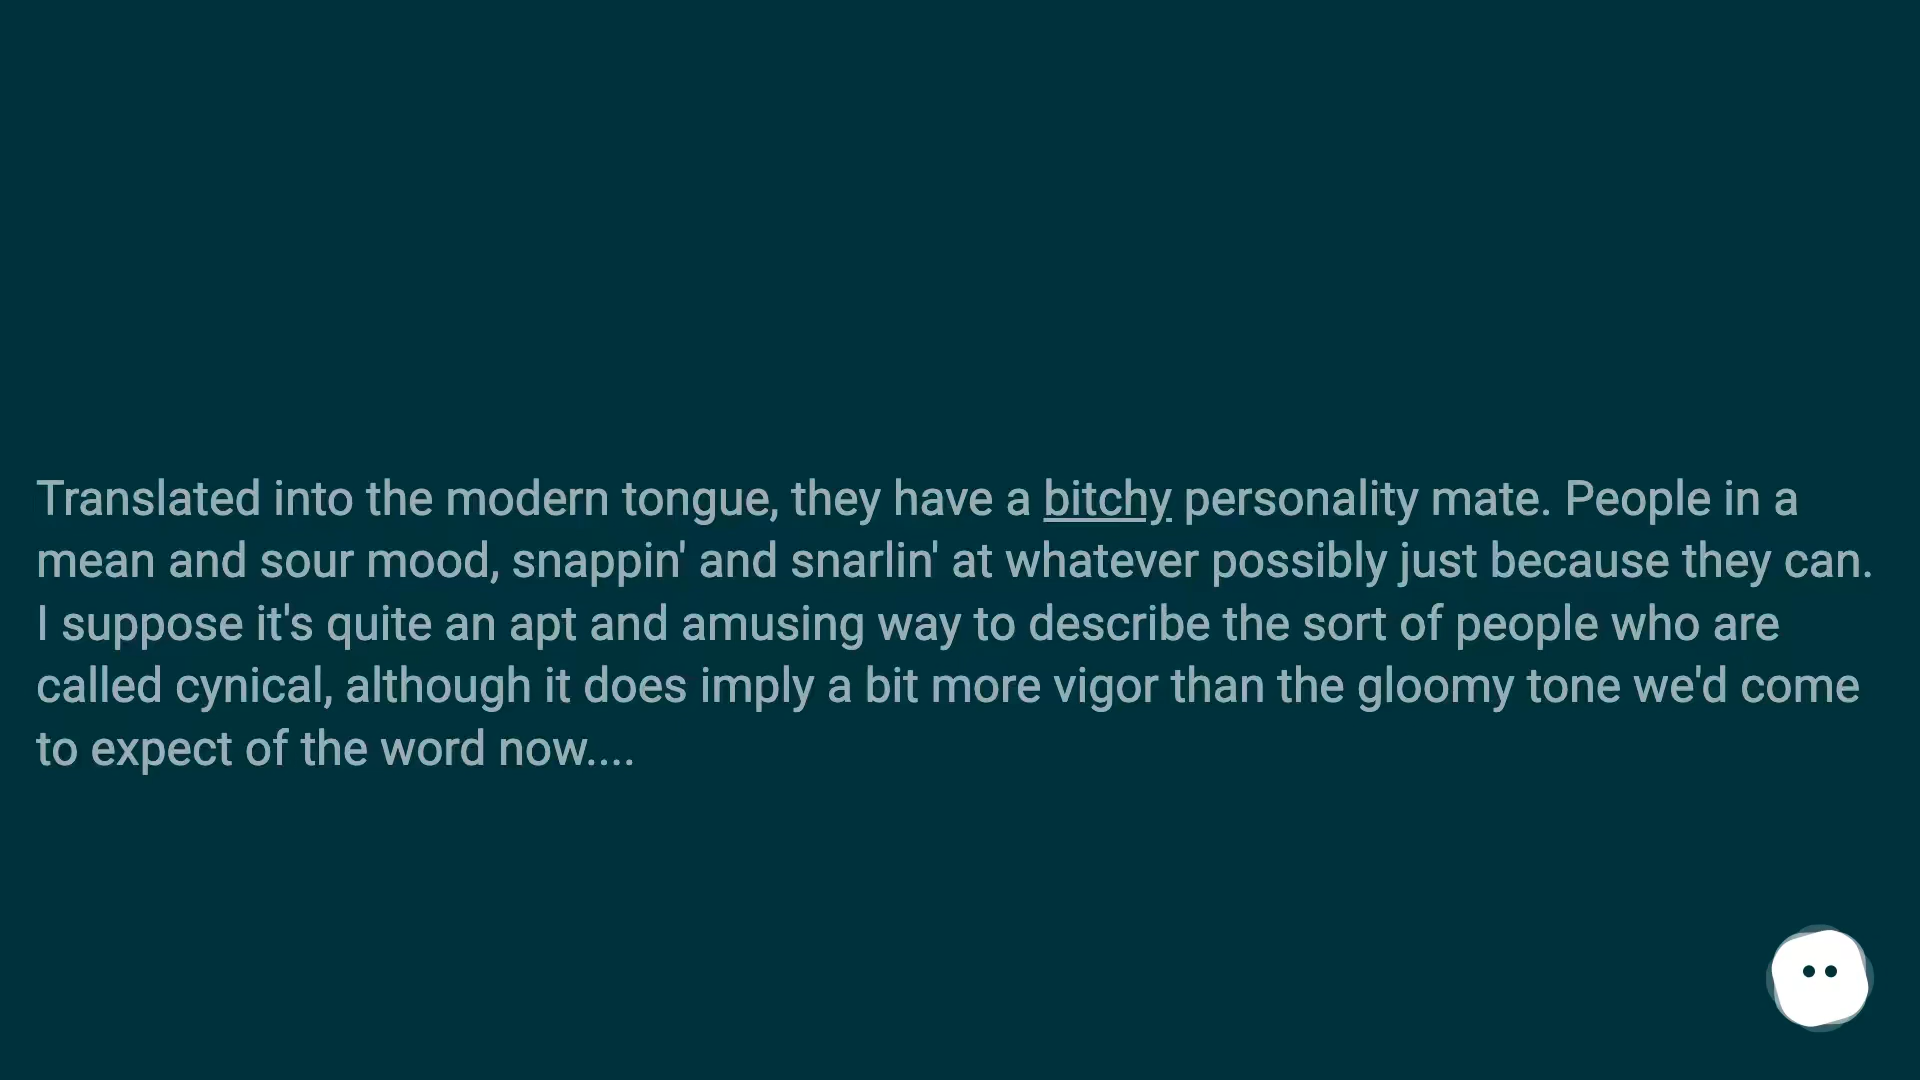 Translated into the modern tongue, they have a bitchy personality mate. People in a
mean and sour mood, snappin' and snarlin' at whatever possibly just because they can.
I suppose it's quite an apt and amusing way to describe the sort of people who are
called cynical, although it does imply a bit more vigor than the gloomy tone we'd come
to expect of the word now....